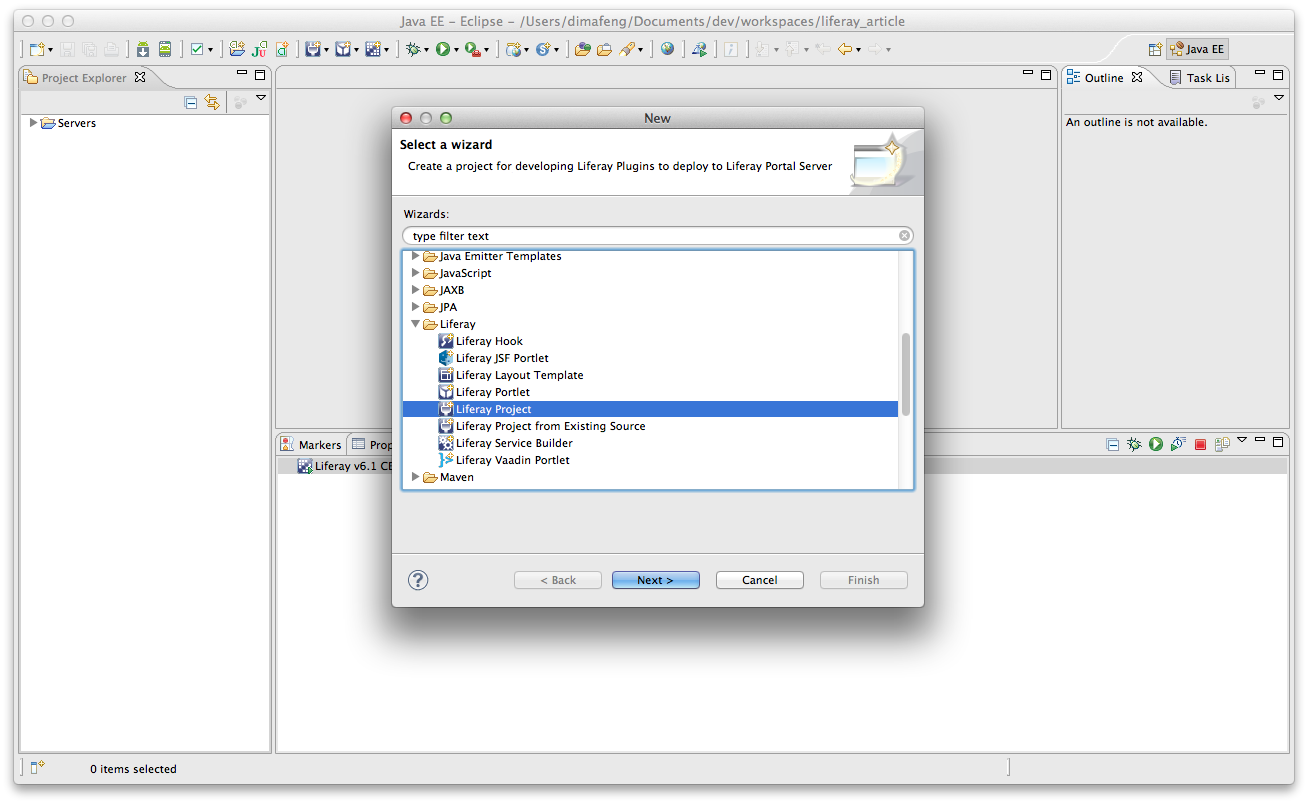 Java EE – Eclipse – /Users/dimafeng/Documents/dev/workspaces/liferay_article
Java EE
Project Explorer
Servers
Outline
Task Lis
An outline is not available.
New
Select a wizard
Create a project for developing Liferay Plugins to deploy to Liferay Portal Server
Wizards:
type filter text
Java Emitter Templates
JavaScript
JAXB
JPA
Liferay
Liferay Hook
Liferay JSF Portlet
Liferay Layout Template
Liferay Portlet
Liferay Project
Liferay Project from Existing Source
Liferay Service Builder
Liferay Vaadin Portlet
Maven
? < Back Next > Cancel Finish
Markers Prop
Liferay v6.1 CE
0 items selected